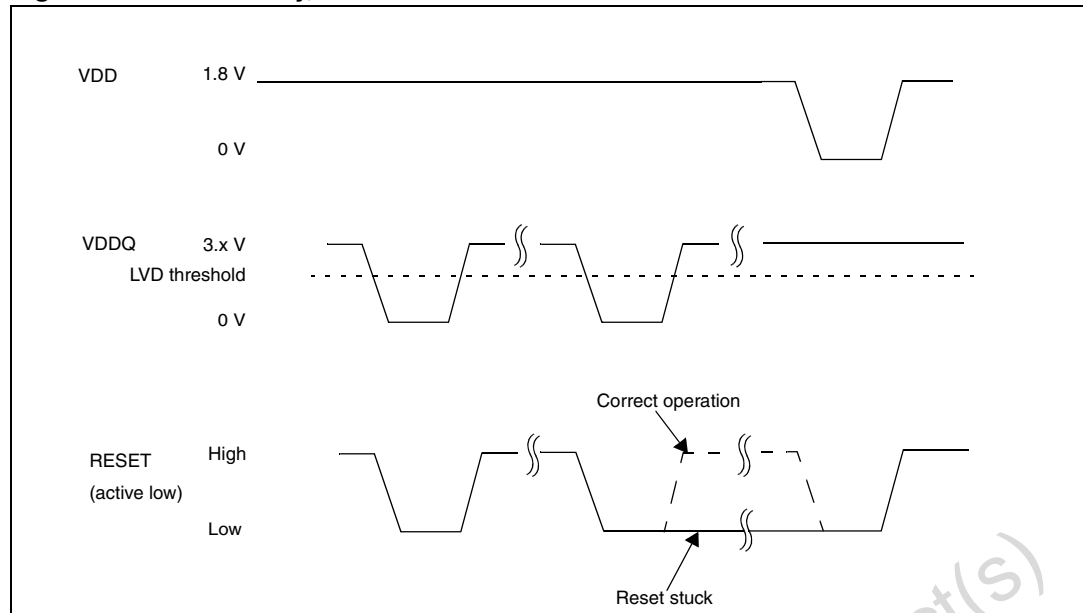 VDD 1.8 V
0 V
VDDQ 3.x V
LVD threshold
0 V
Correct operation
RESET High
(active low)
Low
Reset stuck